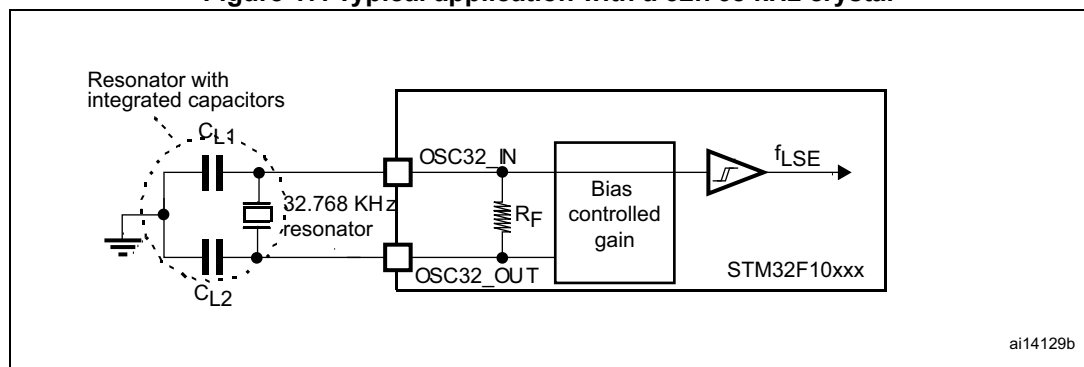 Resonator with
integrated capacitors
CL1
OSC32_IN
fLSE
32.768 KHz
resonator
RF
Bias
controlled
gain
OSC32_OUT
STM32F10xxx
CL2
ai14129b